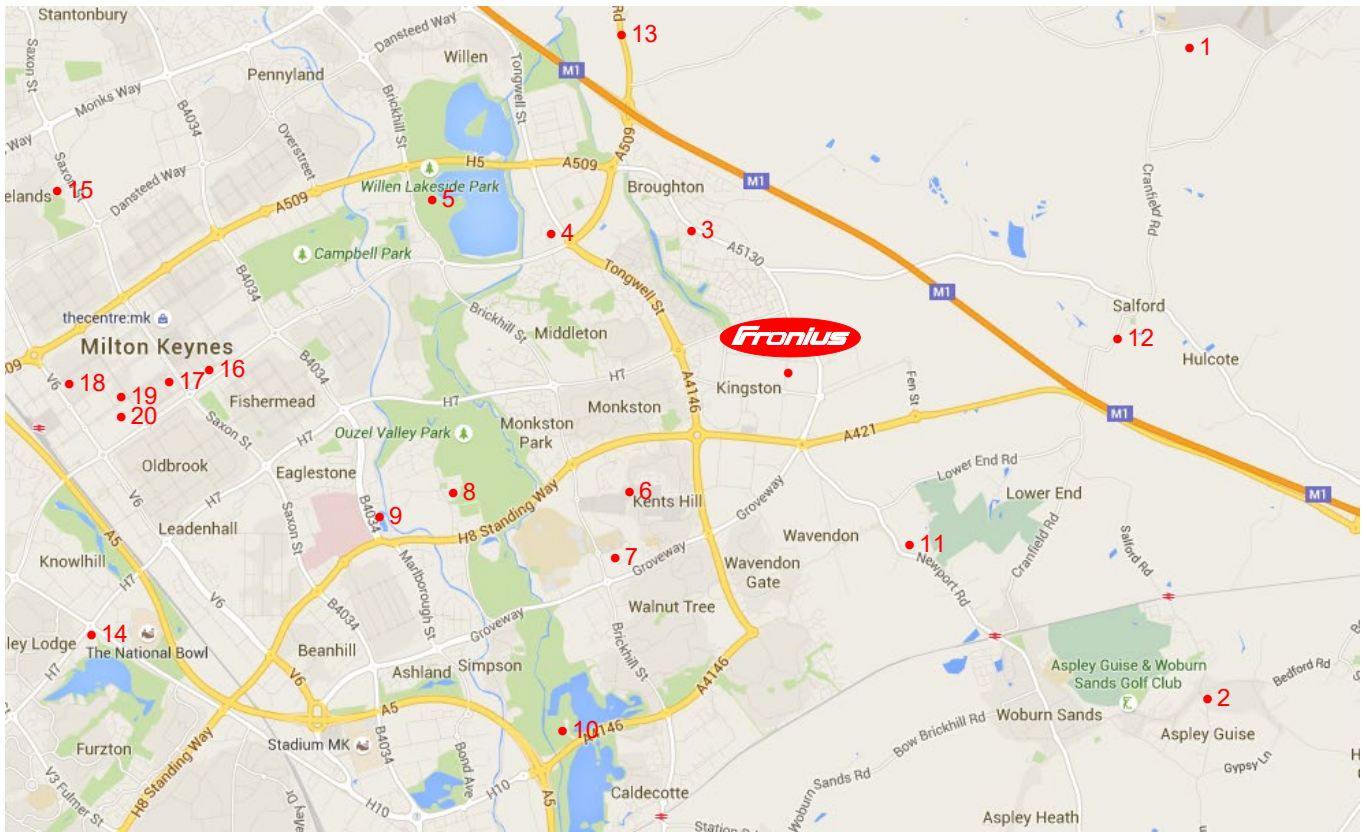 Stantonbury
Saxon St
Dansteed Way
Willen
Rd
13
1
M1
Pennyland
Tongwell St
Monks Way
B4034
Brickhill St
Overstreet
Way
A509
H5
A509
Cranfield Rd
Saxon St
Dansteed Way
Willen Lakeside Park
Broughton
M1
15
elands
5
A509
4
3
A5130
Campbell Park
B4034
Tongwell St
M1
Salford
thecentre:mk
Brickhill St
Middleton
Fronius
12
Hulcote
Milton Keynes
509
16
17
18
19
20
V6
Fishermead
H7
H7
A4146
Kingston
Fen St
Monkston
M1
Saxon St
Ouzel Valley Park
Monkston
Park
A421
Oldbrook
H7
Eaglestone
Lower End Rd
V6
8
6
Kents Hill
Lower End
M1
9
B4034
H8 Standing Way
Groveway
Leadenhall
Saxon St
A5
Wavendon
11
Cranfield Rd
Salford Rd
Knowlhill
H7
7
Groveway
Wavendon
Gate
Newport Rd
Marlborough St
V6
B4034
Walnut Tree
14
ley Lodge
The National Bowl
H7
Groveway
Brickhill St
Beanhill
Ashland
Simpson
Aspley Guise & Woburn
Sands Golf Club
Bedford Rd
V6
A4146
2
A5
Woburn Sands
Bow Brickhill Rd
Aspley Guise
10
A4146
Stadium MK
B4034
Bond Ave
Furzton
H8 Standing Way
Gypsy Ln
Woburn Sands Rd
V3 Fulmer St
H10
H10
A5
Caldecotte
Aspley Heath
Station Rd